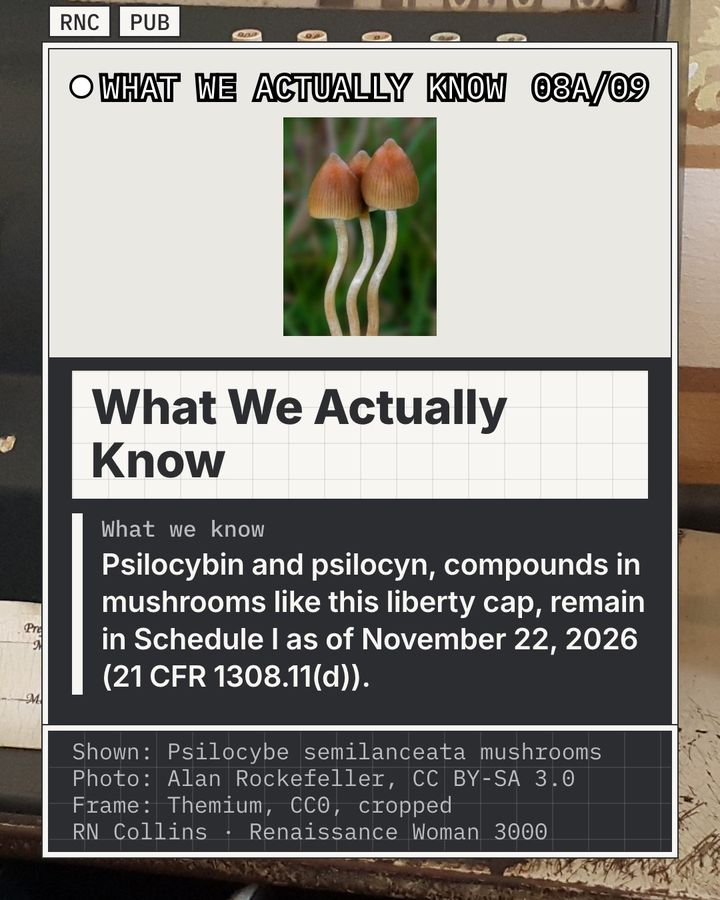 RNC PUB
WHAT WE ACTUALLY KNOW 08A/09
What We Actually
Know
What we know
Psilocybin and psilocyn, compounds in
mushrooms like this liberty cap, remain
in Schedule I as of November 22, 2026
(21 CFR 1308.11(d)).
Shown: Psilocybe semilanceata mushrooms
Photo: Alan Rockefeller, CC BY-SA 3.0
Frame: Themium, CC0, cropped
RN Collins · Renaissance Woman 3000